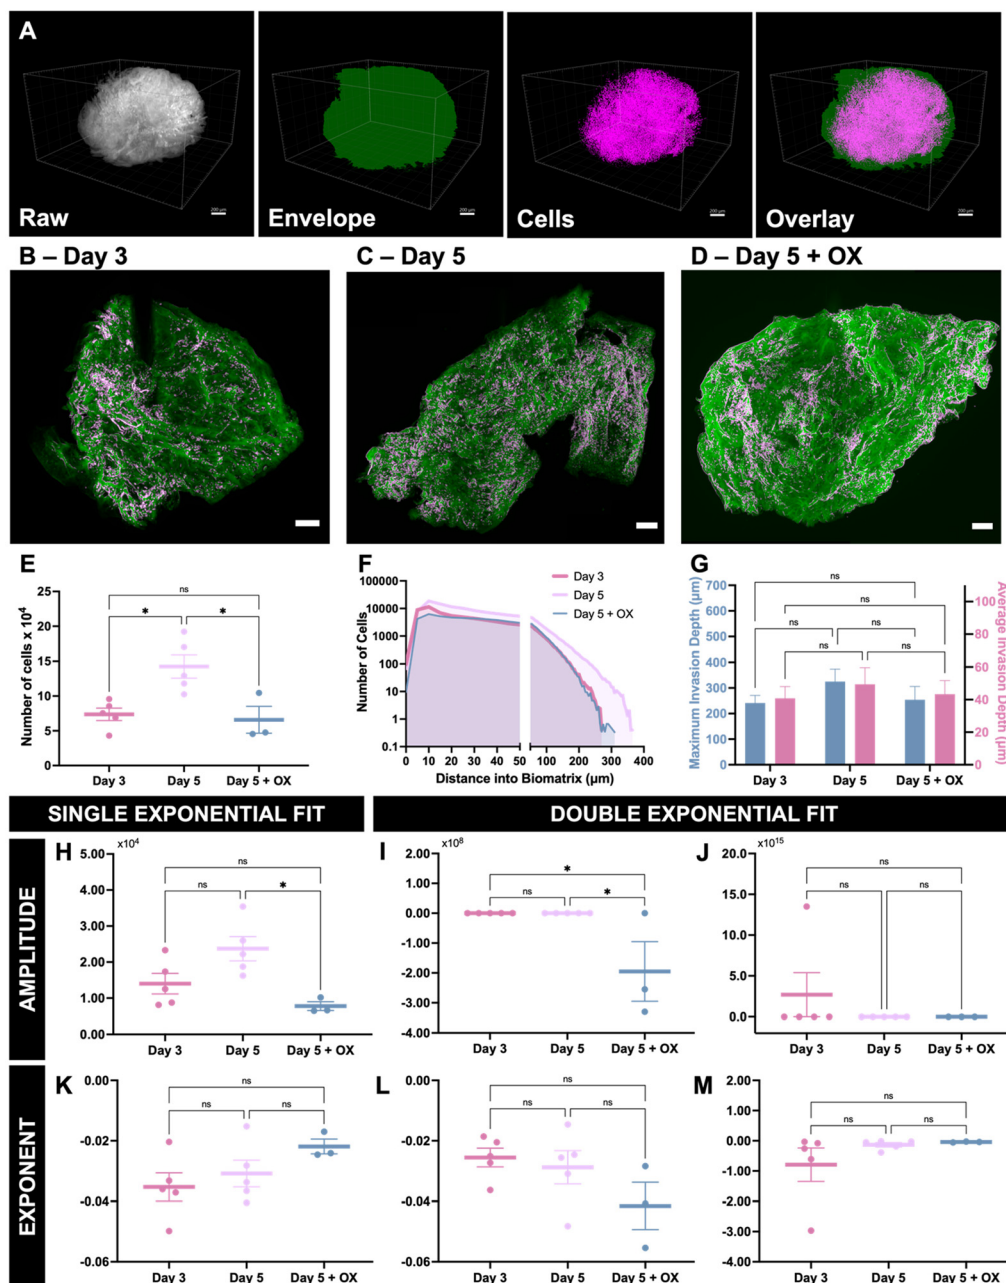 A
Raw
Envelope
Cells
Overlay
200 µm
200 µm
200 µm
200 µm
B – Day 3
C – Day 5
D – Day 5 + OX
E
Number of cells x 10⁴
25
20
15
10
5
0
ns
*
*
Day 3
Day 5
Day 5 + OX
F
Number of Cells
100000
10000
1000
100
10
1
0.1
Day 3
Day 5
Day 5 + OX
0 10 20 30 40 50 100 200 300 400
Distance into Biomatrix (µm)
G
Maximum Invasion Depth (µm)
700
600
500
400
300
200
100
0
ns
ns
ns
ns
ns
ns
100
80
60
40
20
0
Average Invasion Depth (µm)
Day 3
Day 5
Day 5 + OX
SINGLE EXPONENTIAL FIT
DOUBLE EXPONENTIAL FIT
AMPLITUDE
H
x10⁴
5.00
4.00
3.00
2.00
1.00
0.00
ns
ns
*
Day 3
Day 5
Day 5 + OX
I
2.00
1.00
0.00
-1.00
-2.00
-3.00
-4.00
*
ns
*
Day 3
Day 5
Day 5 + OX
J
x10¹⁵
20.0
15.0
10.0
5.0
0.0
ns
ns
ns
Day 3
Day 5
Day 5 + OX
EXPONENT
K
0.00
-0.02
-0.04
-0.06
ns
ns
ns
Day 3
Day 5
Day 5 + OX
L
0.00
-0.02
-0.04
-0.06
ns
ns
ns
Day 3
Day 5
Day 5 + OX
M
2.00
1.00
0.00
-1.00
-2.00
-3.00
-4.00
ns
ns
ns
Day 3
Day 5
Day 5 + OX